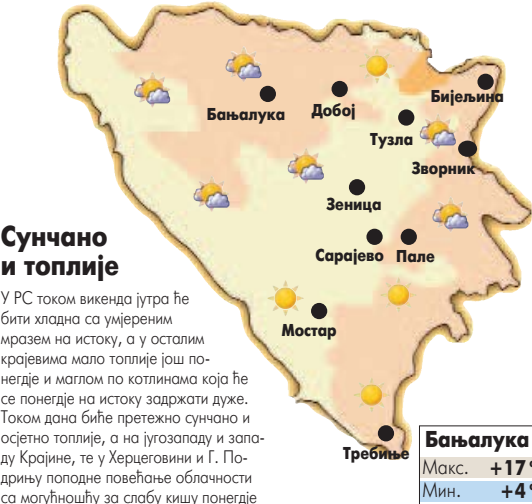 Бањалука
Добој
Бијељина
Тузла
Зворник
Зеница
Сарајево Пале
Мостар
Требиње
Сунчано
и топлије
У РС током викенда јутра ће
бити хладна са умјереним
мразем на истоку, а у осталим
крајевима мало топлије још по-
негдје и маглом по котлинама која ће
се понегдје на истоку задржати дуже.
Током дана биће претежно сунчано и
осјетно топлије, а на југозападу и запа-
ду Крајине, те у Херцеговини и Г. По-
дрињу поподне повећање облачности
са могућношћу за слабу кишу понегдје
Бањалука
Макс. +17°
Мин. +4°